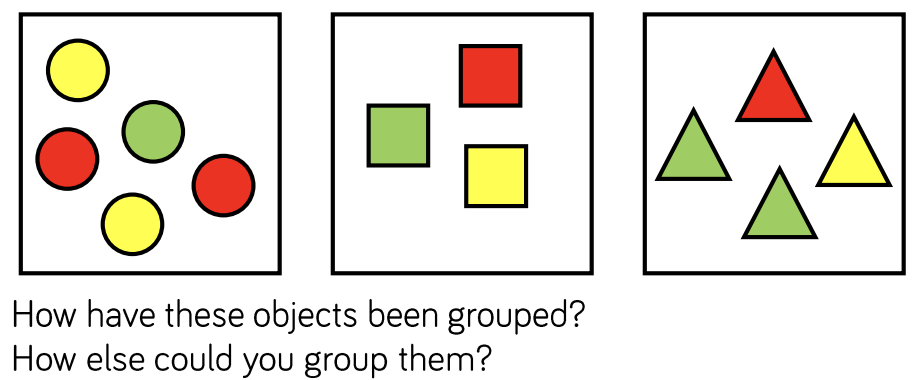 How have these objects been grouped?
How else could you group them?